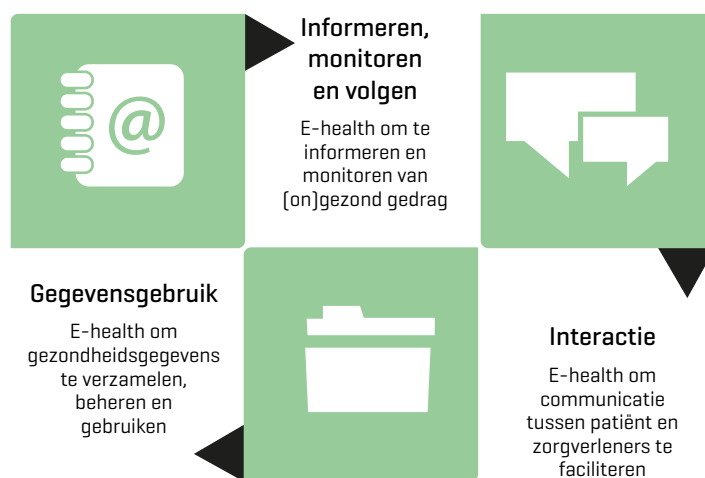 @
Informeren,
monitoren
en volgen
E-health om te
informeren en
monitoren van
(on)gezond gedrag
Gegevensgebruik
E-health om
gezondheidsgegevens
te verzamelen,
beheren en
gebruiken
Interactie
E-health om
communicatie
tussen patiënt en
zorgverleners te
faciliteren